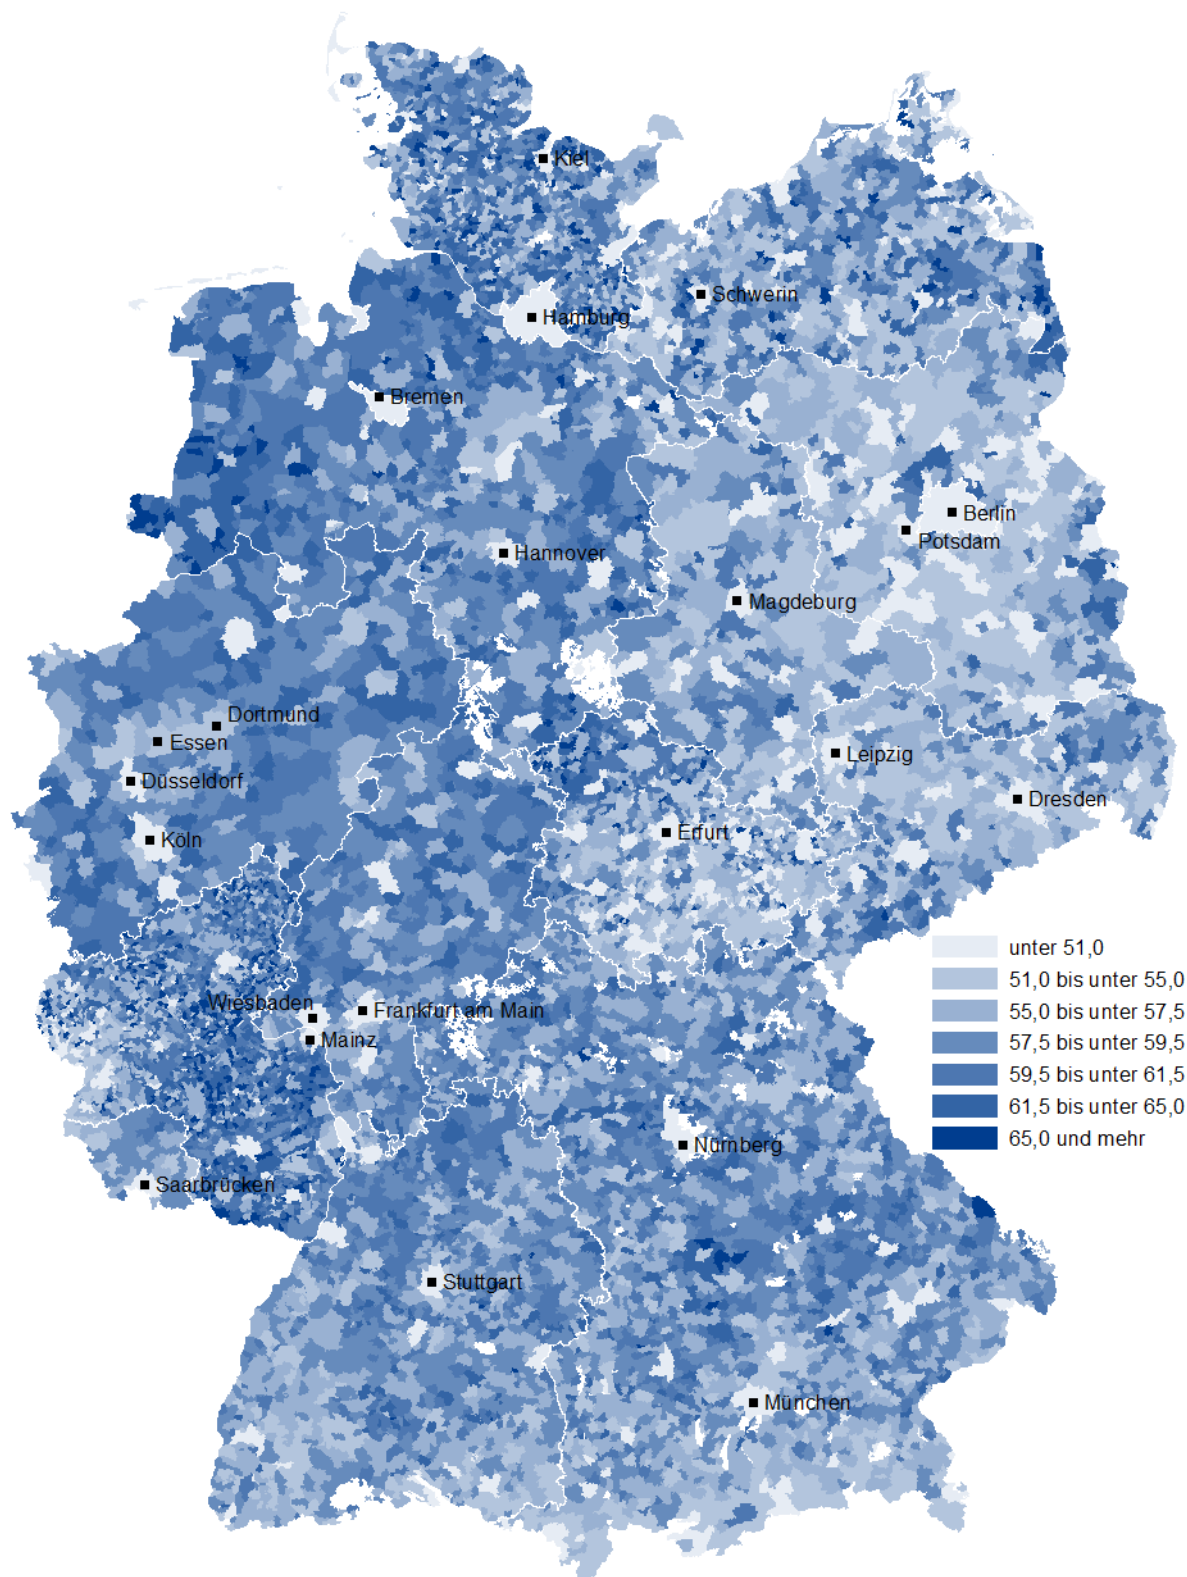 Kiel
Schwerin
Hamburg
Bremen
Berlin
Potsdam
Hannover
Magdeburg
Dortmund
Essen
Düsseldorf
Leipzig
Dresden
Köln
Erfurt
unter 51,0
51,0 bis unter 55,0
55,0 bis unter 57,5
57,5 bis unter 59,5
59,5 bis unter 61,5
61,5 bis unter 65,0
65,0 und mehr
Wiesbaden
Frankfurt am Main
Mainz
Nürnberg
Saarbrücken
Stuttgart
München